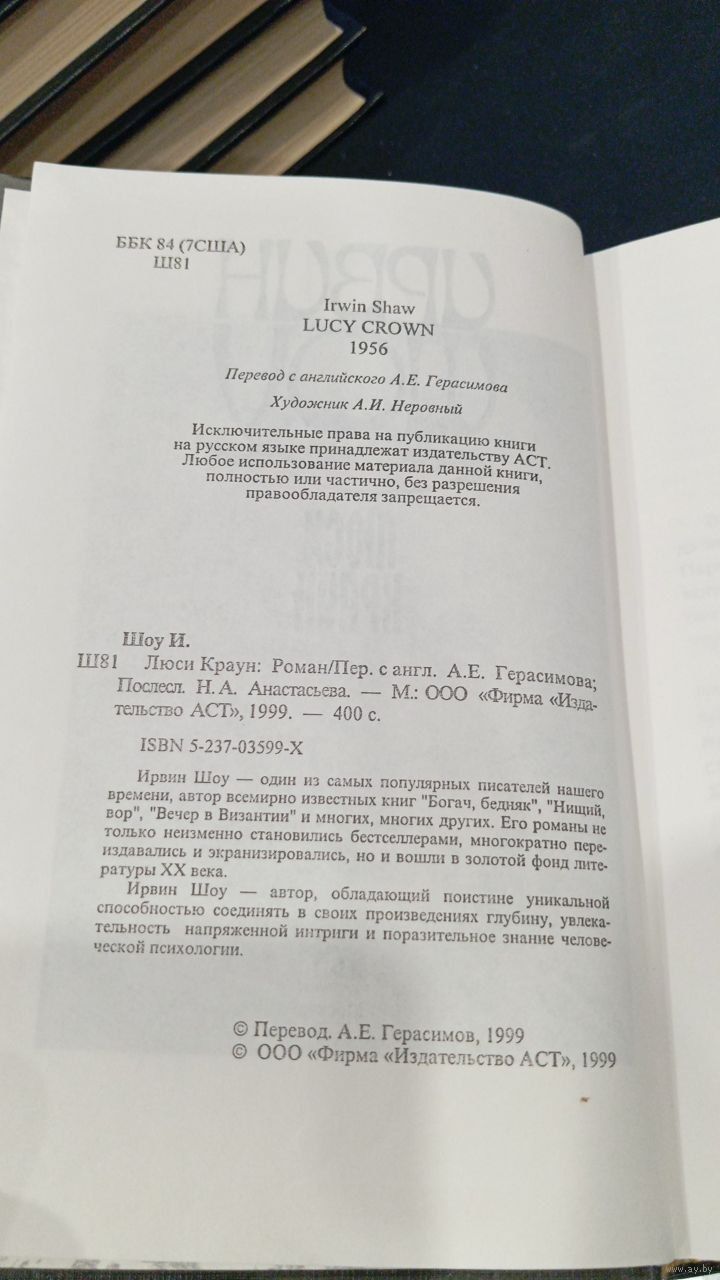 ББК 84 (7США)
Ш81
Irwin Shaw
LUCY CROWN
1956
Перевод с английского А.Е. Герасимова
Художник А.И. Неровный
Исключительные права на публикацию книги
на русском языке принадлежат издательству АСТ.
Любое использование материала данной книги,
полностью или частично, без разрешения
правообладателя запрещается.
Шоу И.
Ш81 Люси Краун: Роман/Пер. с англ. А.Е. Герасимова;
Послесл. Н.А. Анастасьева. — М.: ООО «Фирма «Изда-
тельство АСТ», 1999. — 400 с.
ISBN 5-237-03599-X
Ирвин Шоу — один из самых популярных писателей нашего
времени, автор всемирно известных книг "Богач, бедняк", "Нищий,
вор", "Вечер в Византии" и многих, многих других. Его романы не
только неизменно становились бестселлерами, многократно пере-
издавались и экранизировались, но и вошли в золотой фонд лите-
ратуры XX века.
Ирвин Шоу — автор, обладающий поистине уникальной
способностью соединять в своих произведениях глубину, увлека-
тельность напряженной интриги и поразительное знание челове-
ческой психологии.
© Перевод. А.Е. Герасимов, 1999
© ООО «Фирма «Издательство АСТ», 1999
www.ay.by